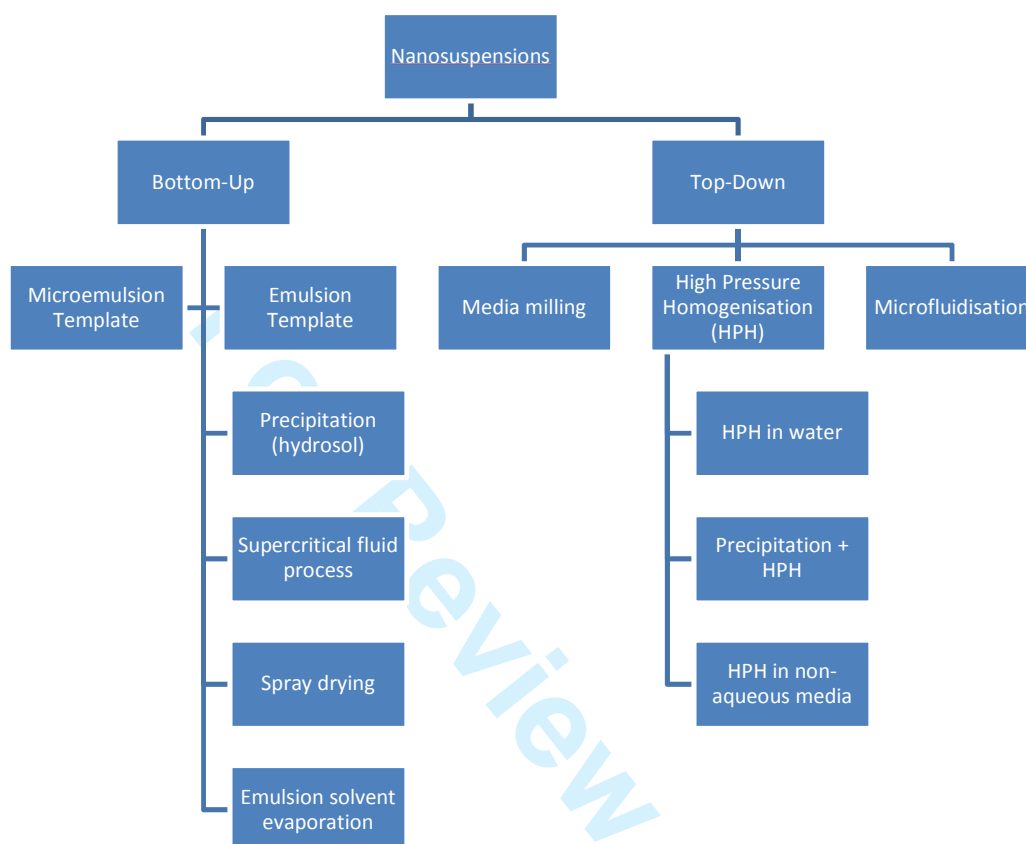 Nanosuspensions
Bottom-Up
Top-Down
Microemulsion
Template
Emulsion
Template
Media milling
High Pressure
Homogenisation
(HPH)
Microfluidisation
Precipitation
(hydrosol)
HPH in water
Supercritical fluid
process
Precipitation +
HPH
Spray drying
HPH in non-
aqueous media
Emulsion solvent
evaporation
Review